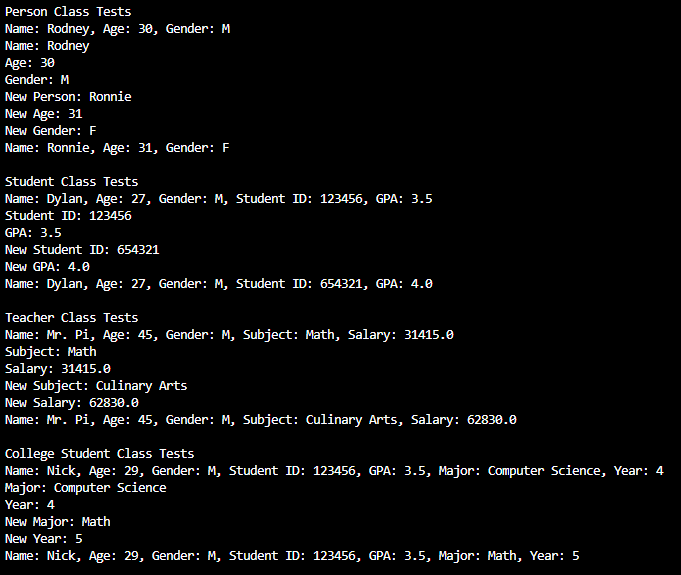 Person Class Tests
Name: Rodney, Age: 30, Gender: M
Name: Rodney
Age: 30
Gender: M
New Person: Ronnie
New Age: 31
New Gender: F
Name: Ronnie, Age: 31, Gender: F

Student Class Tests
Name: Dylan, Age: 27, Gender: M, Student ID: 123456, GPA: 3.5
Student ID: 123456
GPA: 3.5
New Student ID: 654321
New GPA: 4.0
Name: Dylan, Age: 27, Gender: M, Student ID: 654321, GPA: 4.0

Teacher Class Tests
Name: Mr. Pi, Age: 45, Gender: M, Subject: Math, Salary: 31415.0
Subject: Math
Salary: 31415.0
New Subject: Culinary Arts
New Salary: 62830.0
Name: Mr. Pi, Age: 45, Gender: M, Subject: Culinary Arts, Salary: 62830.0

College Student Class Tests
Name: Nick, Age: 29, Gender: M, Student ID: 123456, GPA: 3.5, Major: Computer Science, Year: 4
Major: Computer Science
Year: 4
New Major: Math
New Year: 5
Name: Nick, Age: 29, Gender: M, Student ID: 123456, GPA: 3.5, Major: Math, Year: 5